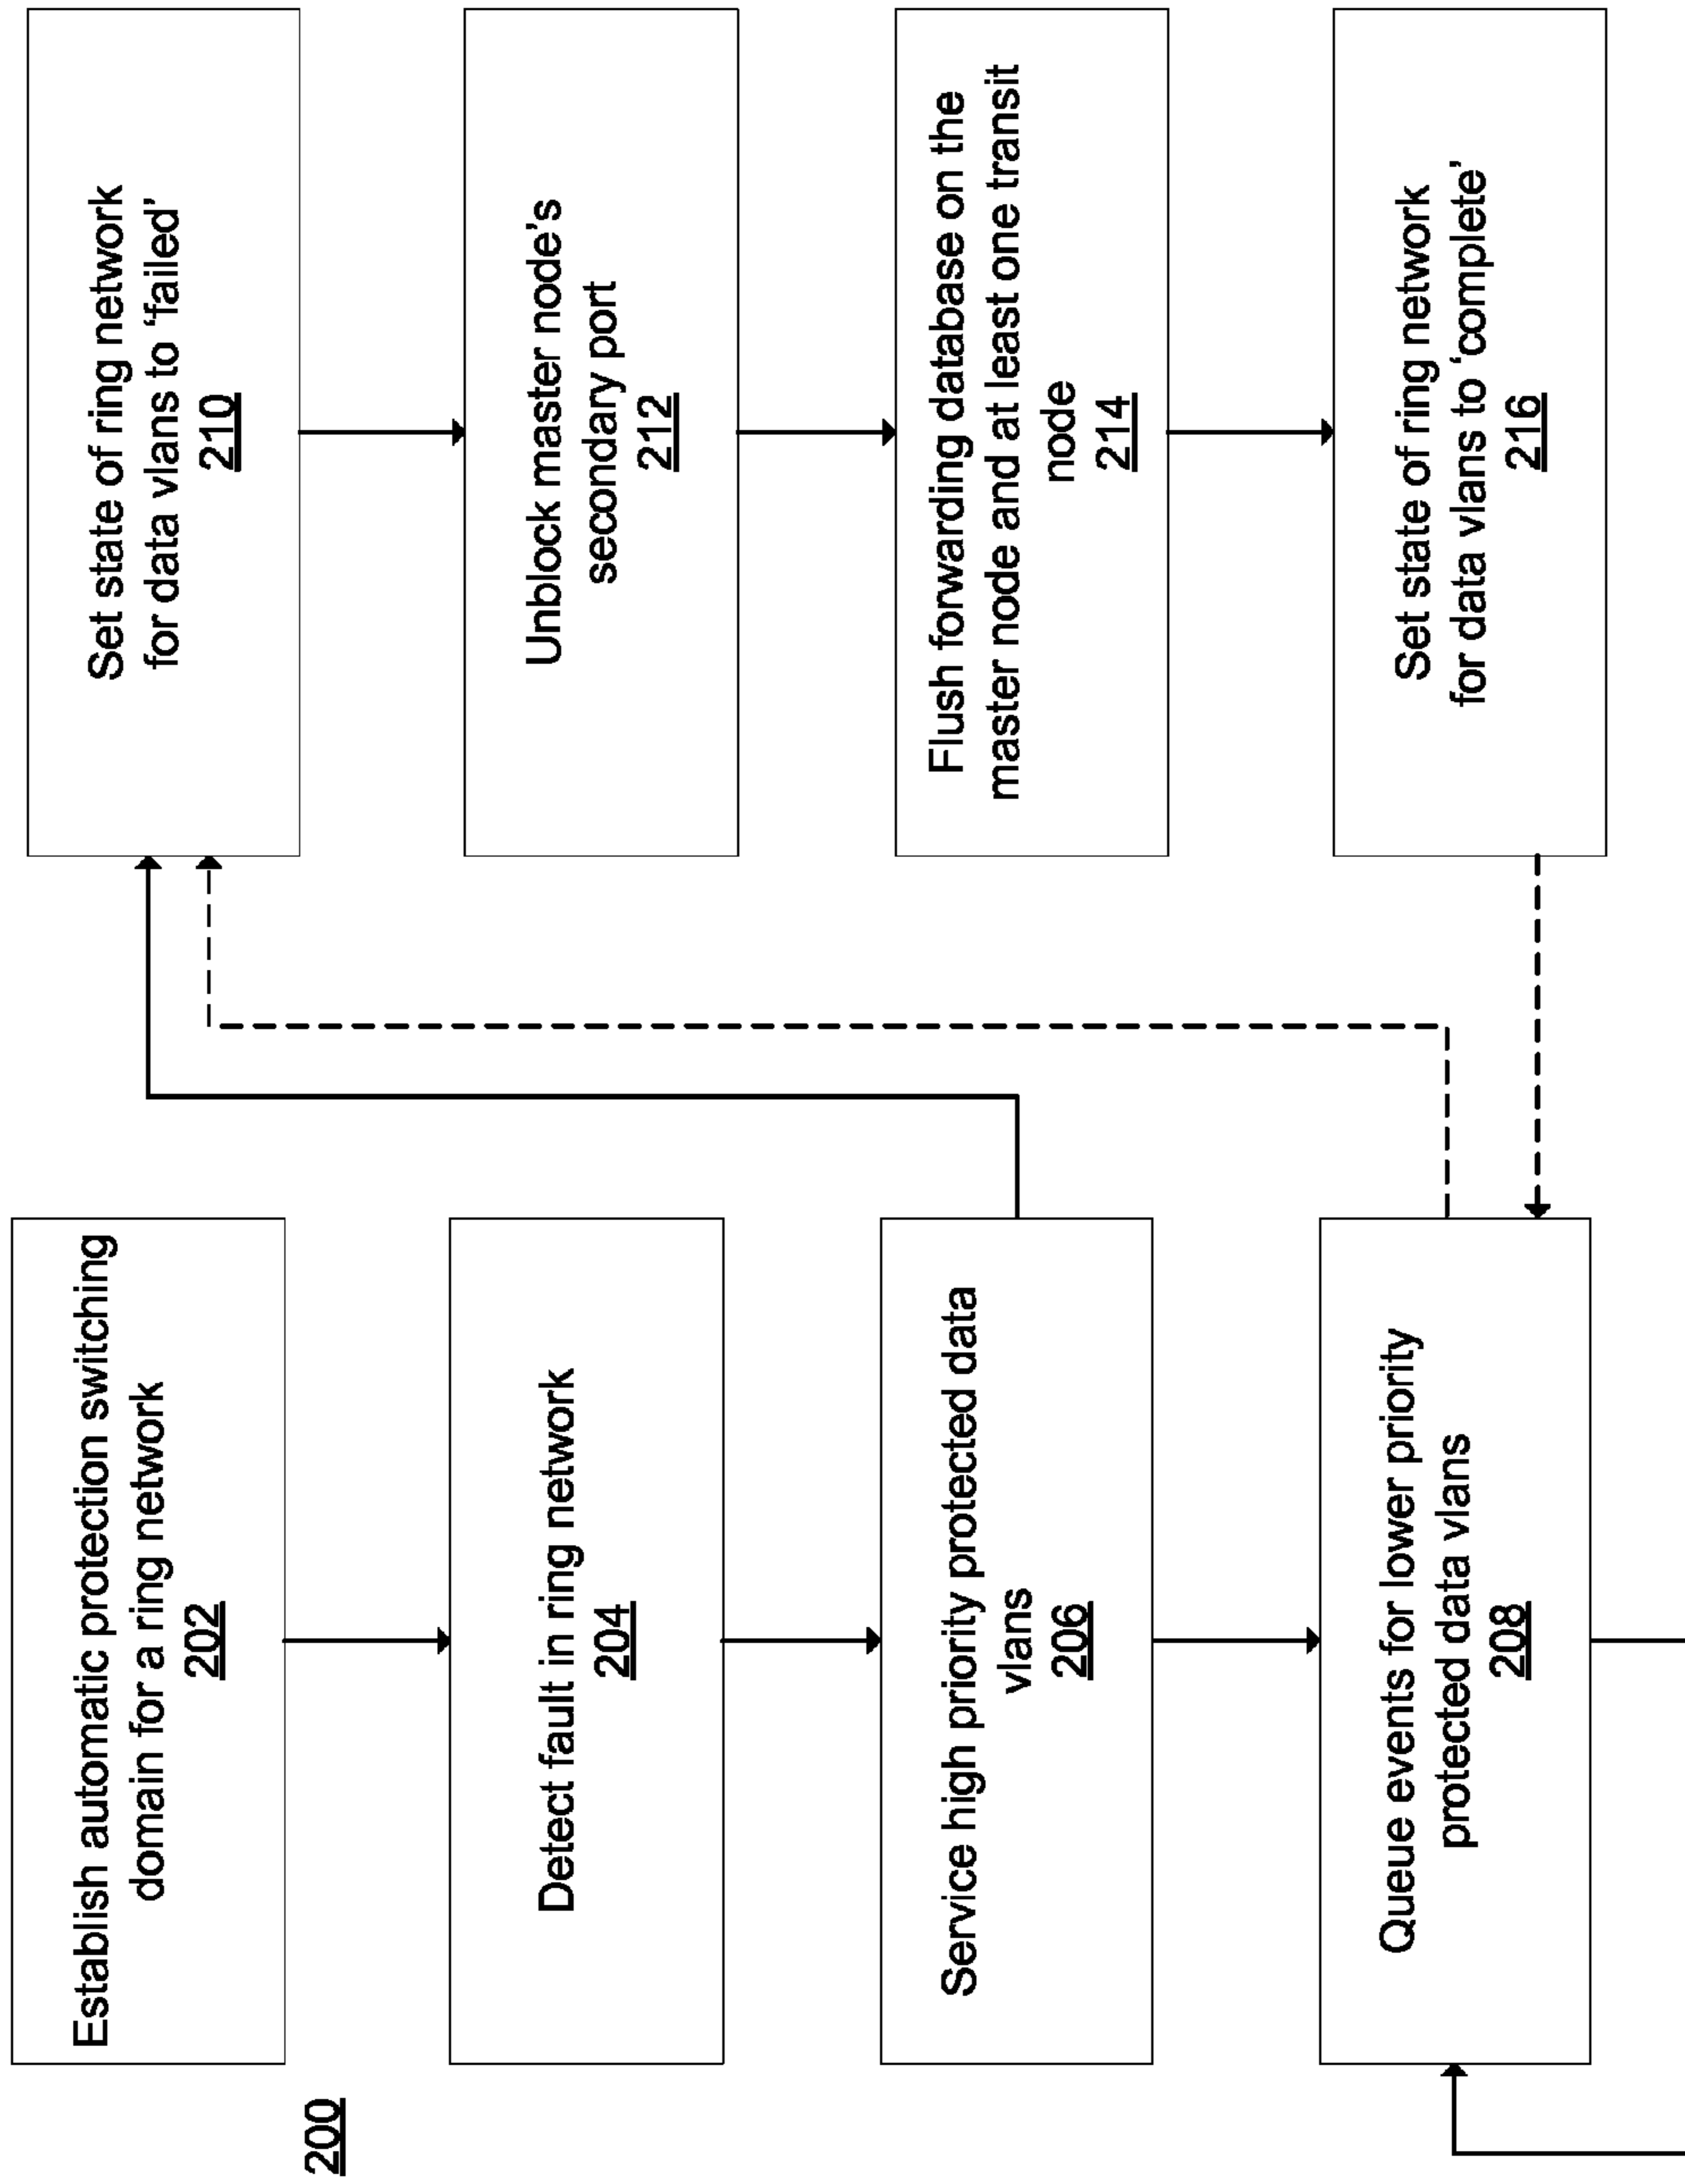 200
Establish automatic protection switching
domain for a ring network
202
Detect fault in ring network
204
Service high priority protected data
vlans
206
Queue events for lower priority
protected data vlans
208
Set state of ring network
for data vlans to ‘failed’
210
Unblock master node’s
secondary port
212
Flush forwarding database on the
master node and at least one transit
node
214
Set state of ring network
for data vlans to ‘complete’
216